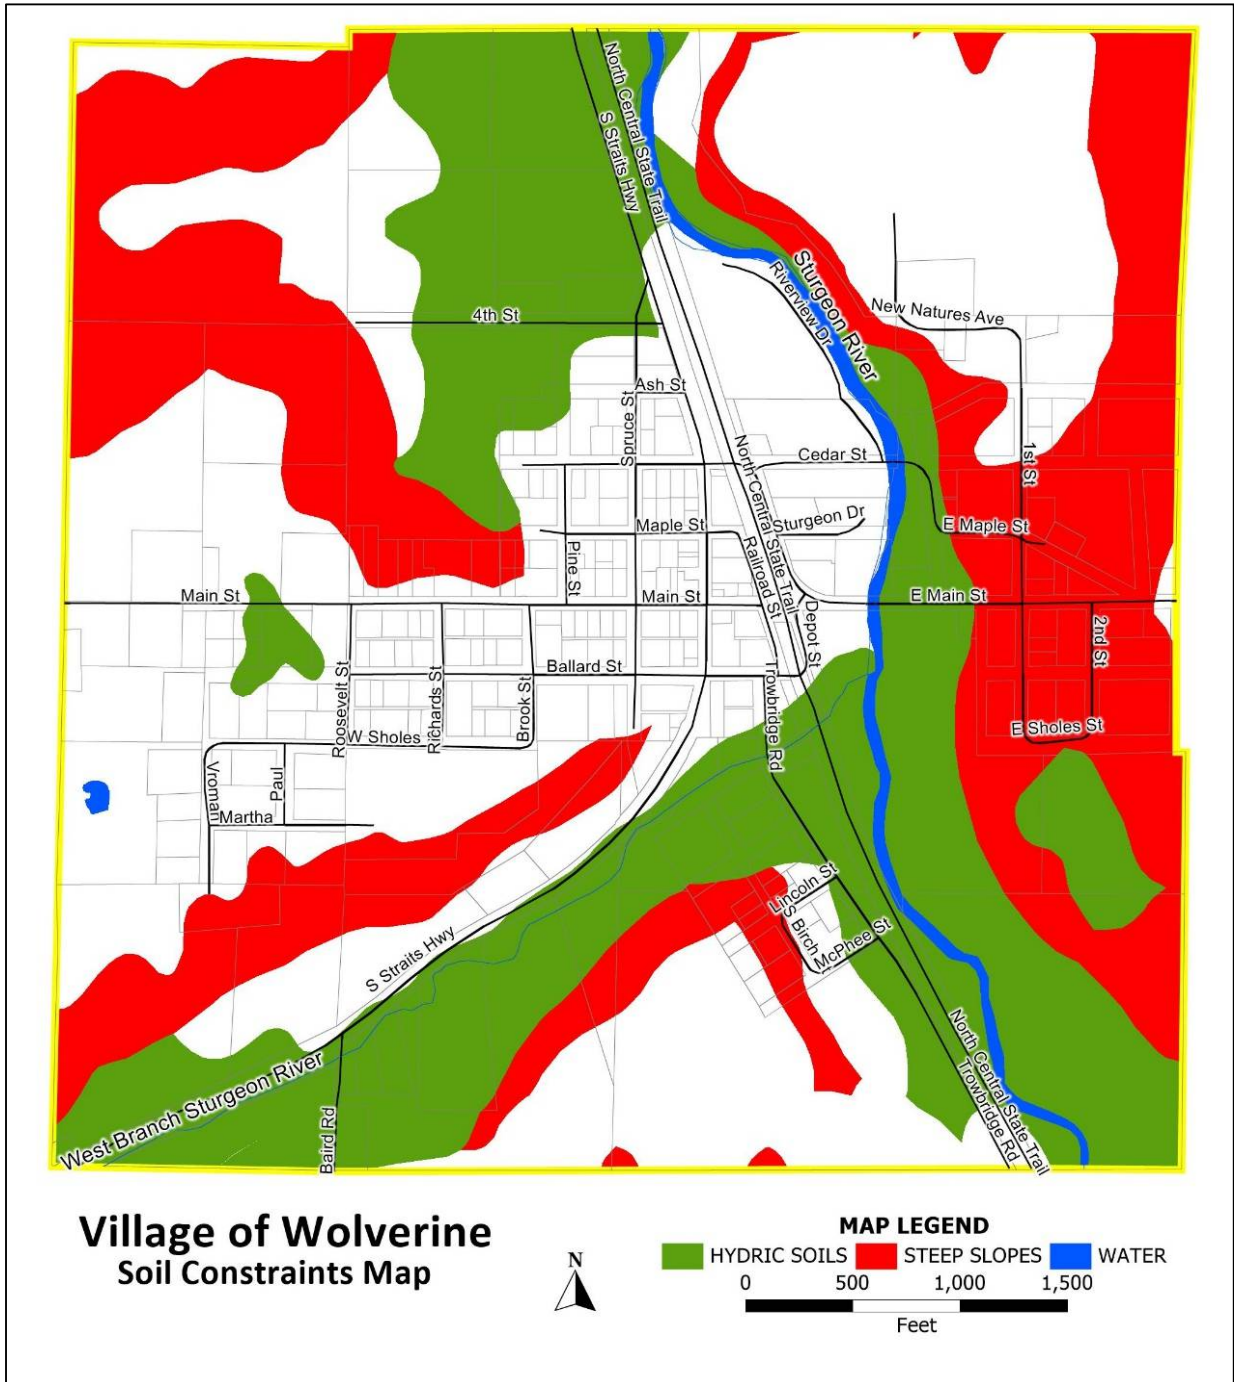 North Central State Trail
S Straits Hwy
Sturgeon River
Riverview Dr
New Natures Ave
4th St
Ash St
Spruce St
1st St
Cedar St
North Central State Trail
Sturgeon Dr
Maple St
E Maple St
Pine St
Railroad St
Main St
Main St
E Main St
Depot St
2nd St
Ballard St
Trowbridge Rd
Roosevelt St
Richards St
Brook St
W Sholes
E Sholes St
Vroman
Paul
Martha
Lincoln St
S Birch
McPhee St
S Straits Hwy
West Branch Sturgeon River
Baird Rd
North Central State Trail
Trowbridge Rd
Village of Wolverine
Soil Constraints Map
N
MAP LEGEND
HYDRIC SOILS STEEP SLOPES WATER
0 500 1,000 1,500
Feet